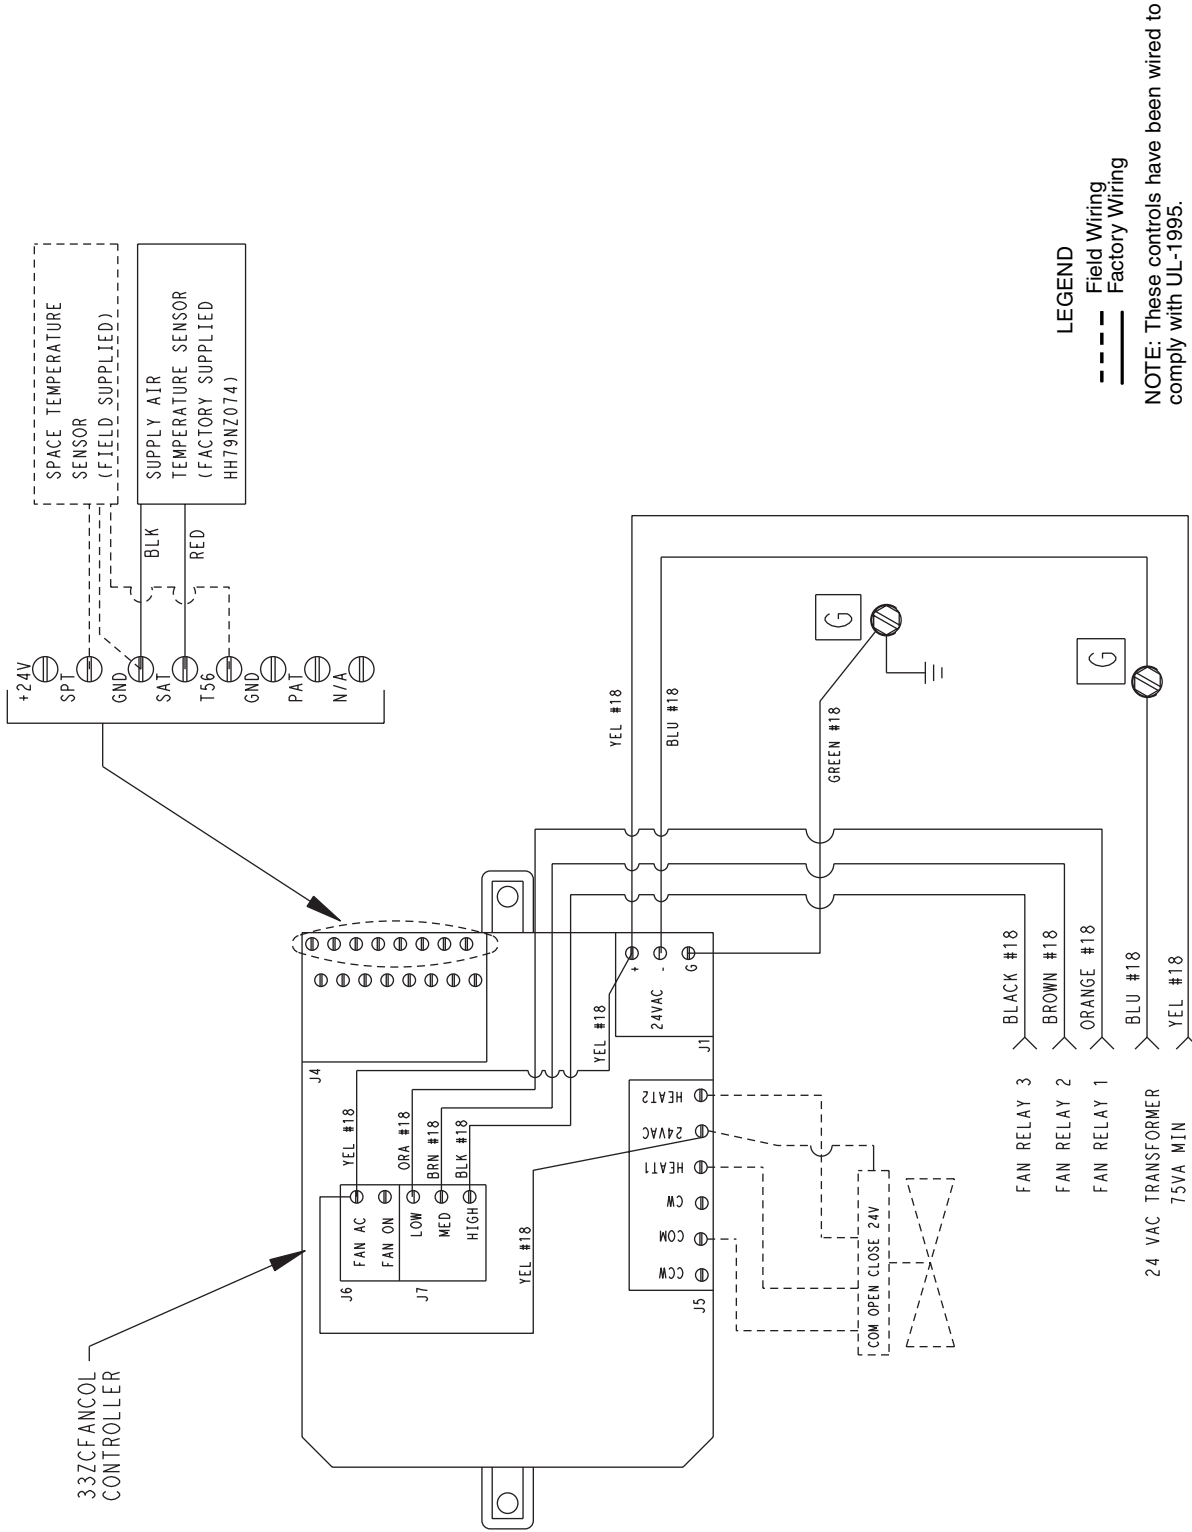 33ZCFANCOL
CONTROLLER
+24V
SPT
GND
SAT
T56
GND
PAT
N/A
SPACE TEMPERATURE
SENSOR
(FIELD SUPPLIED)
BLK
RED
SUPPLY AIR
TEMPERATURE SENSOR
(FACTORY SUPPLIED
HH79NZ074)
J6
FAN AC
FAN ON
J7
LOW
MED
HIGH
YEL #18
ORA #18
BRN #18
BLK #18
YEL #18
J4
YEL #18
J1
24VAC
+
-
G
YEL #18
BLU #18
GREEN #18
G
G
J5
CCW
COM
CW
HEAT1
24VAC
HEAT2
COM OPEN CLOSE 24V
FAN RELAY 3
BLACK #18
FAN RELAY 2
BROWN #18
FAN RELAY 1
ORANGE #18
24 VAC TRANSFORMER
75VA MIN
BLU #18
YEL #18
LEGEND
Field Wiring
Factory Wiring
NOTE: These controls have been wired to
comply with UL-1995.